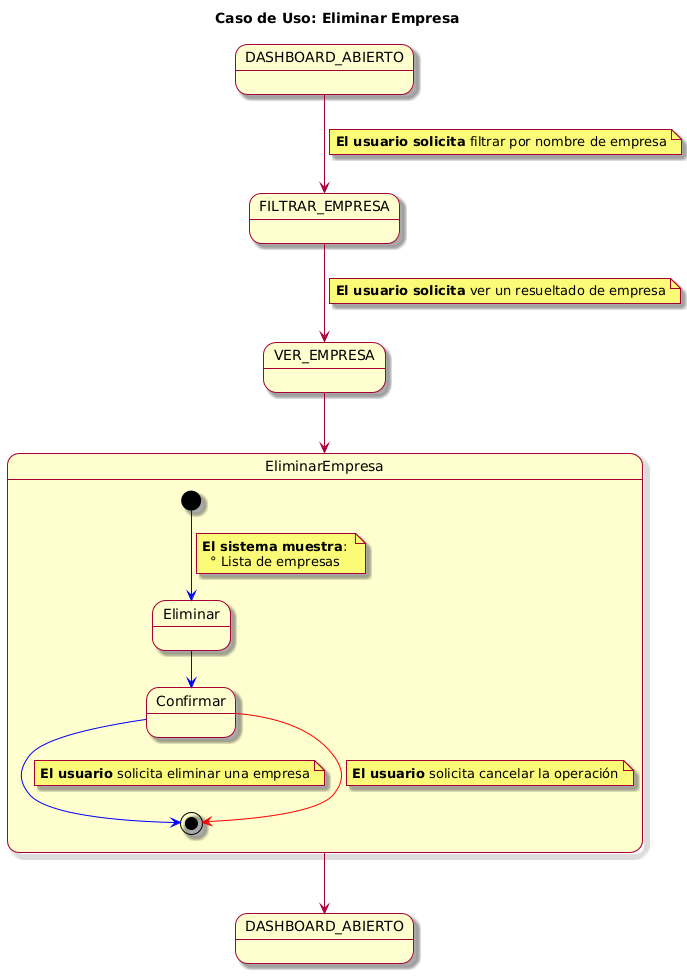 Caso de Uso: Eliminar Empresa
DASHBOARD_ABIERTO
El usuario solicita filtrar por nombre de empresa
FILTRAR_EMPRESA
El usuario solicita ver un resueltado de empresa
VER_EMPRESA
EliminarEmpresa
El sistema muestra:
° Lista de empresas
Eliminar
Confirmar
El usuario solicita eliminar una empresa
El usuario solicita cancelar la operación
DASHBOARD_ABIERTO